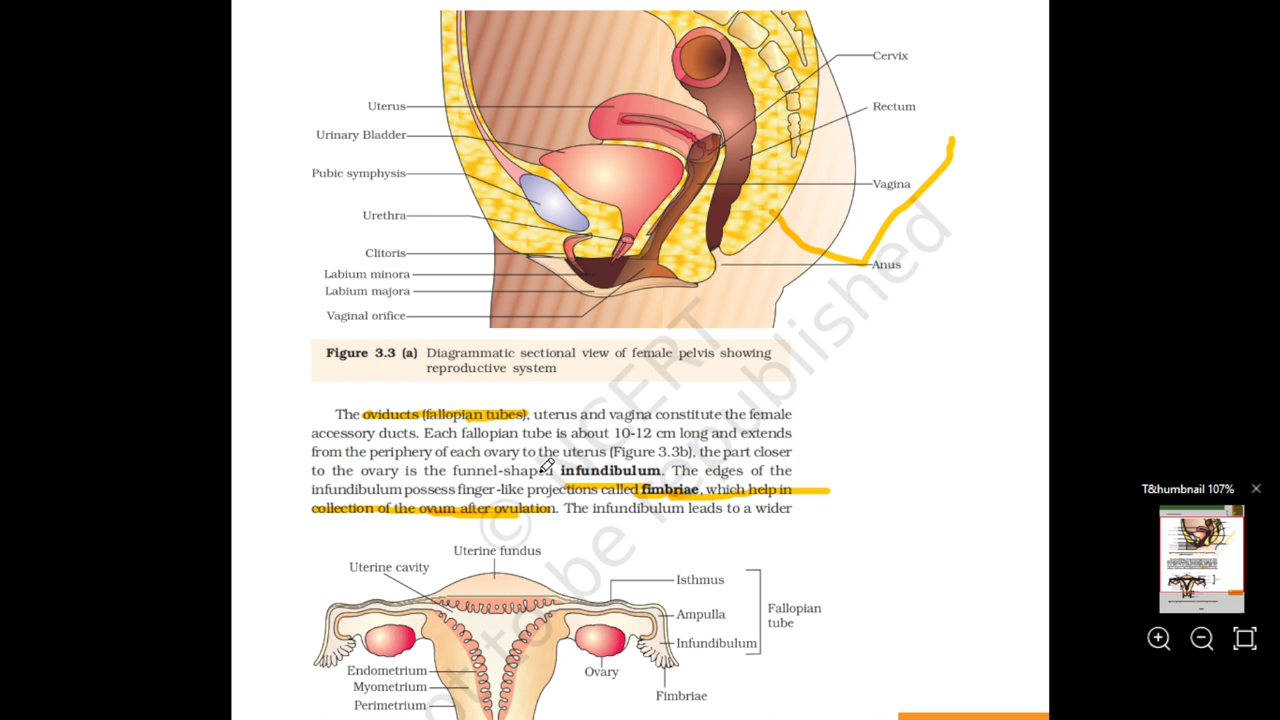 Cervix
Uterus
Rectum
Urinary Bladder
Pubic symphysis
Vagina
Urethra
Clitoris
Anus
Labium minora
Labium majora
Vaginal orifice
Figure 3.3 (a) Diagrammatic sectional view of female pelvis showing
reproductive system
The oviducts (fallopian tubes), uterus and vagina constitute the female
accessory ducts. Each fallopian tube is about 10-12 cm long and extends
from the periphery of each ovary to the uterus (Figure 3.3b), the part closer
to the ovary is the funnel-shaped infundibulum. The edges of the
infundibulum possess finger-like projections called fimbriae, which help in
collection of the ovum after ovulation. The infundibulum leads to a wider
Uterine fundus
Uterine cavity
Isthmus
Ampulla
Fallopian
tube
Infundibulum
Endometrium
Ovary
Myometrium
Fimbriae
Perimetrium
© NCERT
not to be republished
T&humbnail 107%